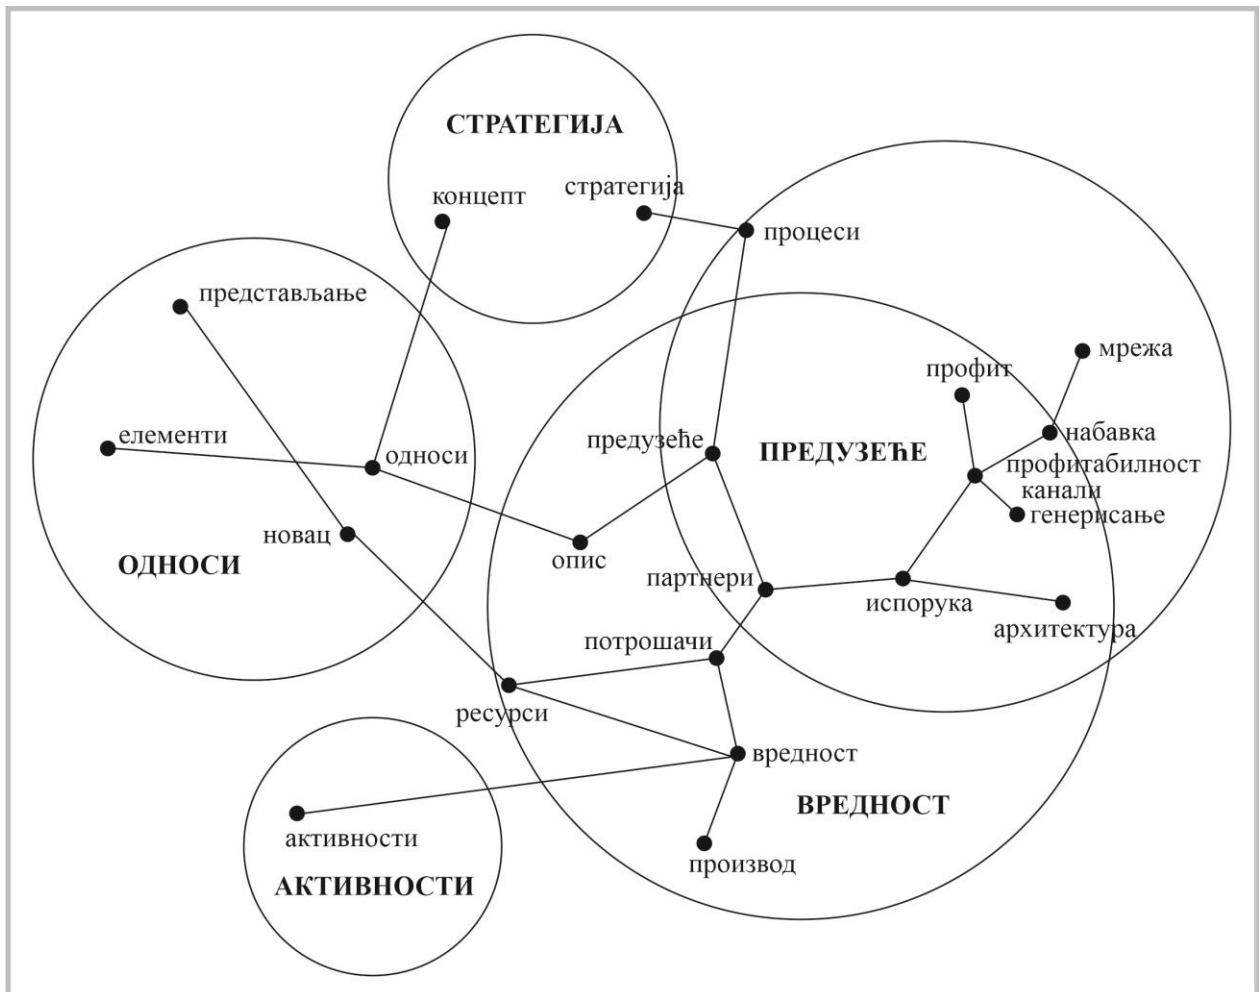 СТРАТЕГИЈА
концепт
стратегија
процеси
представљање
мрежа
профит
елементи
односи
предузеће
ПРЕДУЗЕЋЕ
набавка
профитабилност
канали
генерисање
новац
ОДНОСИ
опис
партнери
испорука
архитектура
потрошачи
ресурси
вредност
ВРЕДНОСТ
активности
производ
АКТИВНОСТИ